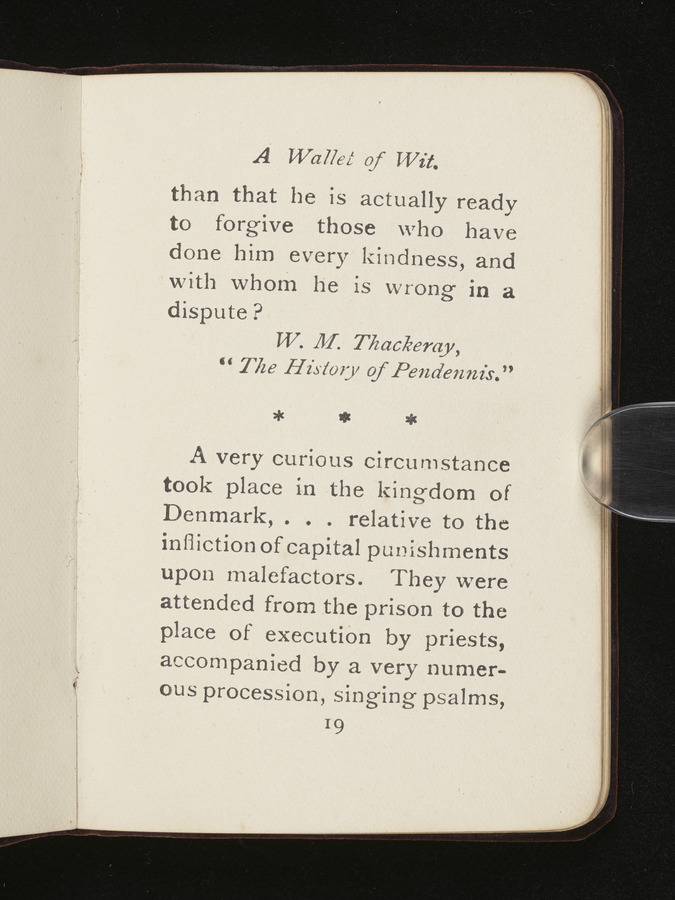 A Wallet of Wit.
than that he is actually ready
to forgive those who have
done him every kindness, and
with whom he is wrong in a
dispute?
W. M. Thackeray,
“ The History of Pendennis.”
* * *
A very curious circumstance
took place in the kingdom of
Denmark, . . . relative to the
infliction of capital punishments
upon malefactors. They were
attended from the prison to the
place of execution by priests,
accompanied by a very numer-
ous procession, singing psalms,
19